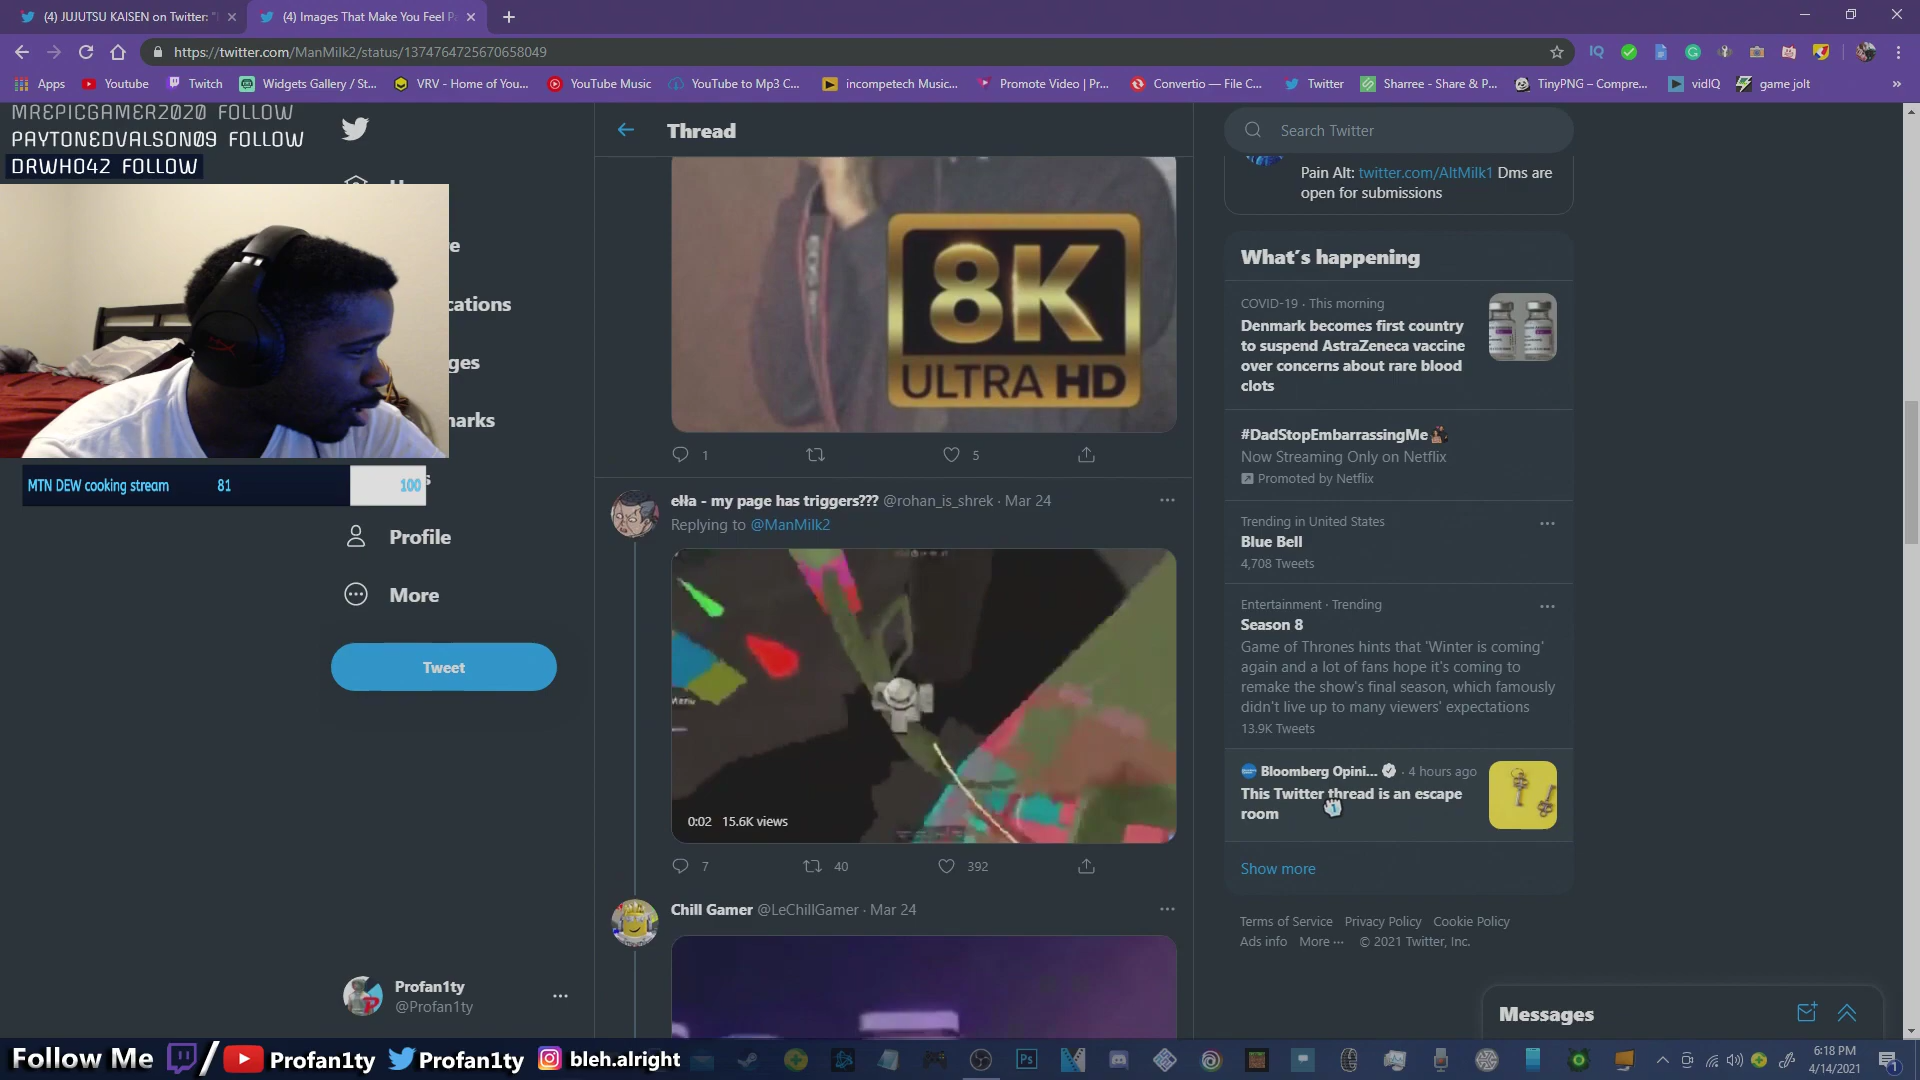 (4) JUJUTSU KAISEN on Twitter: "
(4) Images That Make You Feel P
https://twitter.com/ManMilk2/status/1374764725670658049
Apps
Youtube
Twitch
Widgets Gallery / St...
VRV - Home of You...
YouTube Music
YouTube to Mp3 C...
incompetech Music...
Promote Video | Pr...
Convertio — File C...
Twitter
Sharree - Share & P...
TinyPNG – Compre...
vidIQ
game jolt
MREPICGAMER2020 FOLLOW
PAYTONEDVALSON09 FOLLOW
DRWHO42 FOLLOW
MTN DEW cooking stream 81 100
Profile
More
Tweet
Profan1ty
@Profan1ty
Thread
8K
ULTRA HD
1
5
ełła - my page has triggers??? @rohan_is_shrek · Mar 24
Replying to @ManMilk2
0:02 15.6K views
7
40
392
Chill Gamer @LeChillGamer · Mar 24
Search Twitter
Pain Alt: twitter.com/AltMilk1 Dms are
open for submissions
What's happening
COVID-19 · This morning
Denmark becomes first country
to suspend AstraZeneca vaccine
over concerns about rare blood
clots
#DadStopEmbarrassingMe
Now Streaming Only on Netflix
Promoted by Netflix
Trending in United States
Blue Bell
4,708 Tweets
Entertainment · Trending
Season 8
Game of Thrones hints that 'Winter is coming'
again and a lot of fans hope it's coming to
remake the show's final season, which famously
didn't live up to many viewers' expectations
13.9K Tweets
Bloomberg Opini... · 4 hours ago
This Twitter thread is an escape
room
Show more
Terms of Service Privacy Policy Cookie Policy
Ads info More ··· © 2021 Twitter, Inc.
Messages
Follow Me / Profan1ty Profan1ty bleh.alright
6:18 PM
4/14/2021